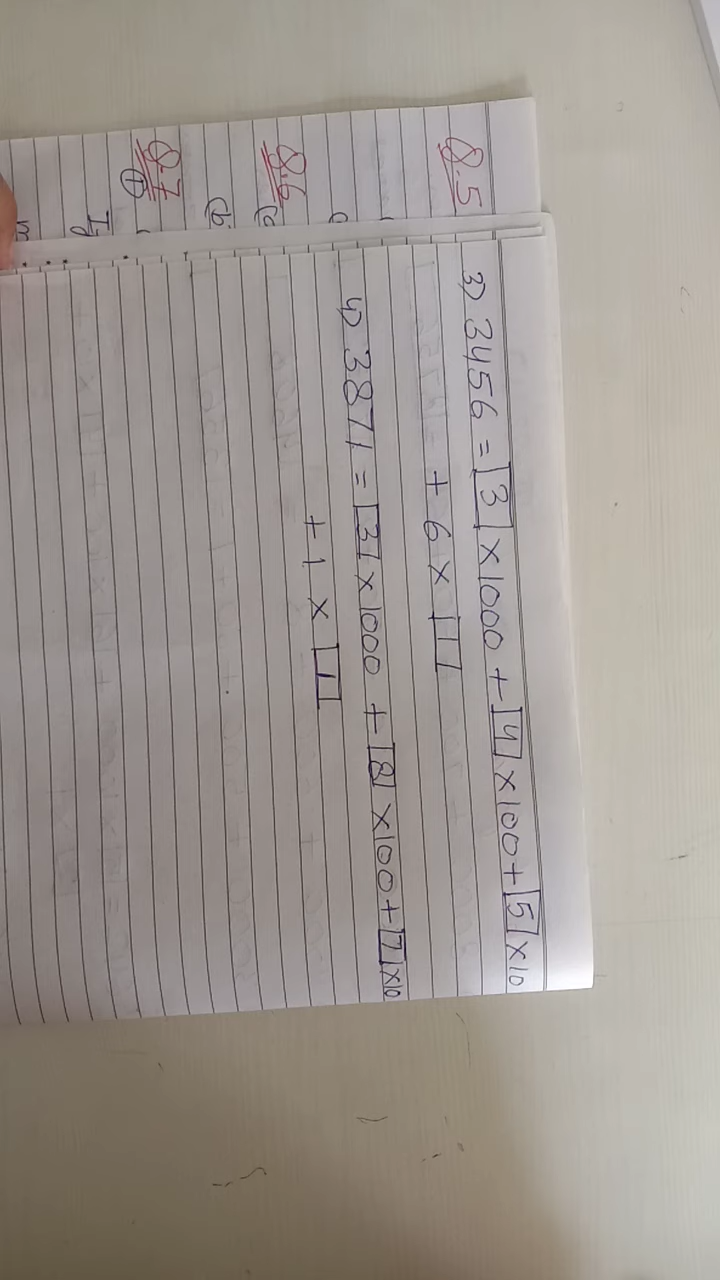 3) 3456 = 3 × 1000 + 4 × 100 + 5 × 10
+ 6 × 1
4) 3871 = 3 × 1000 + 8 × 100 + 7 × 10
+ 1 × 1
Q.5
Q.6
(b
Q.7
①